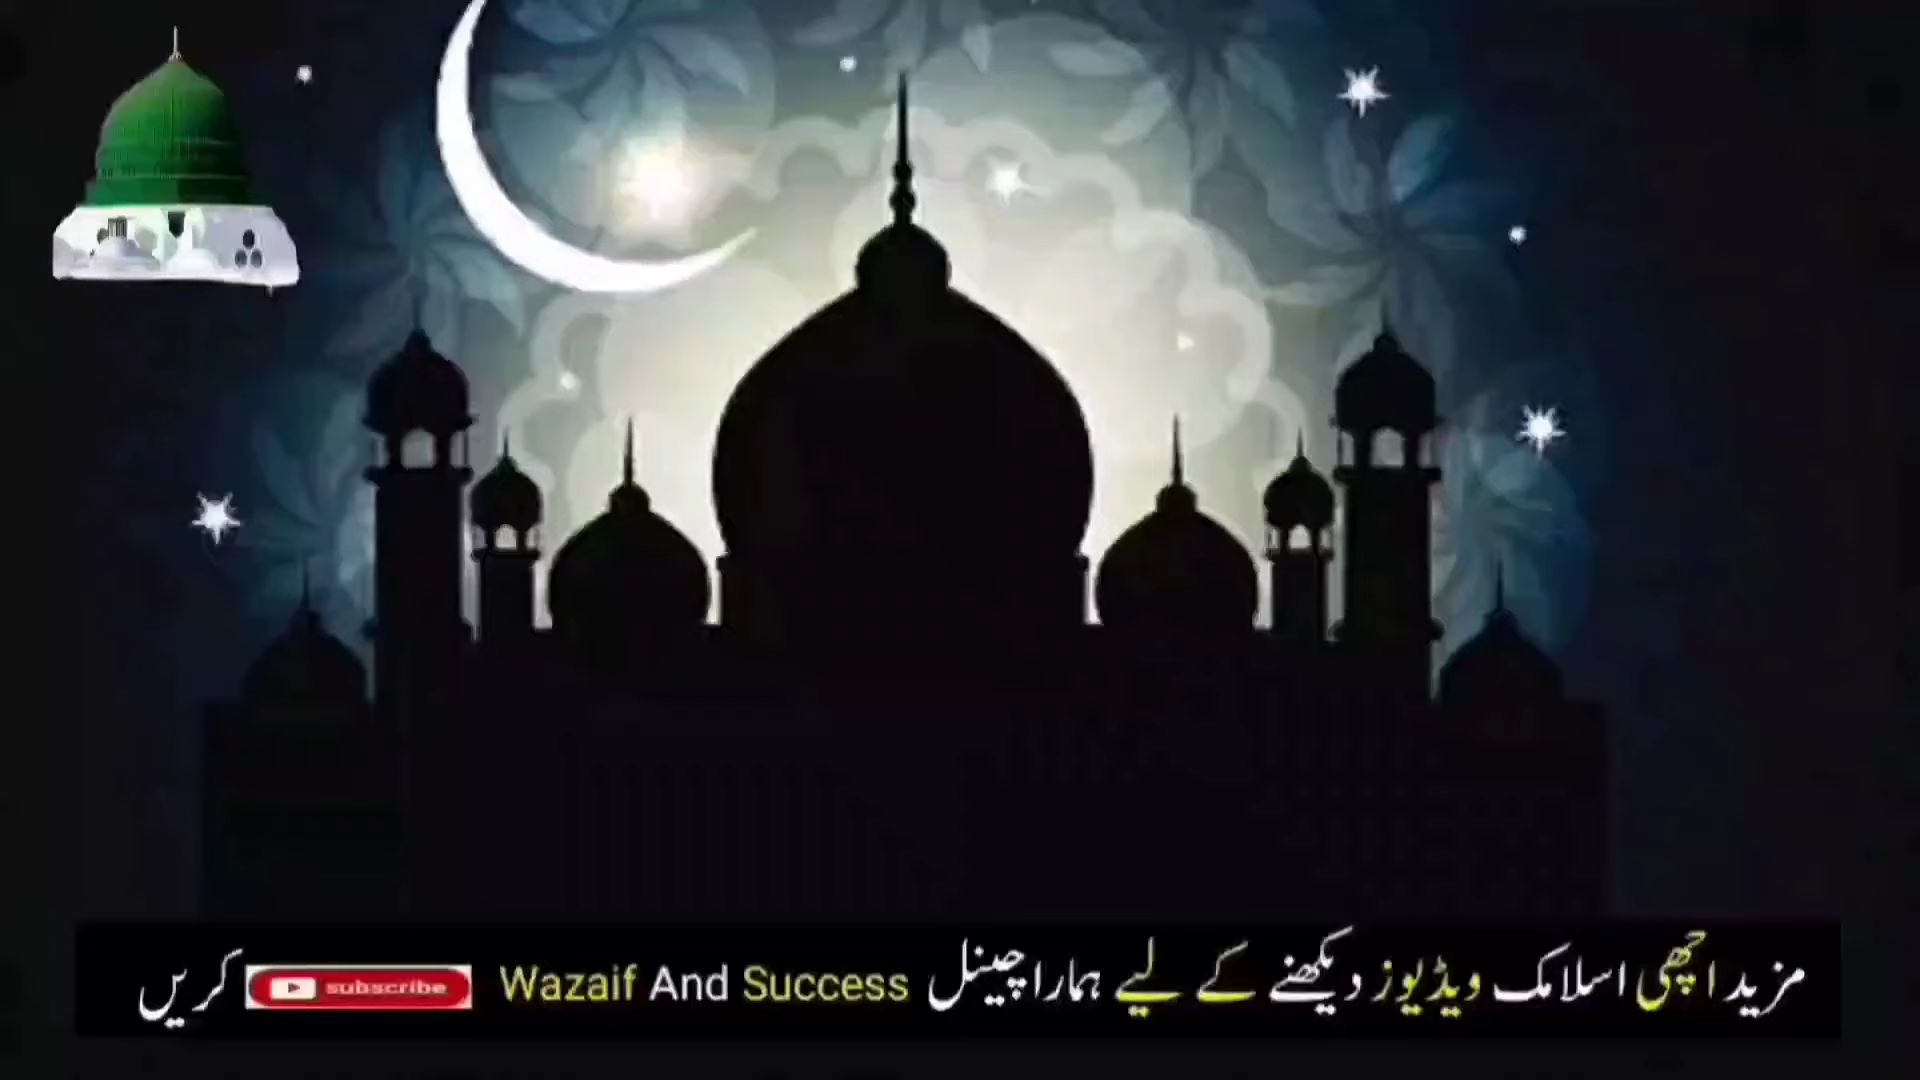 مزید اچھی اسلامک ویڈیوز دیکھنے کے لیے ہمارا چینل Wazaif And Success subscribe کریں